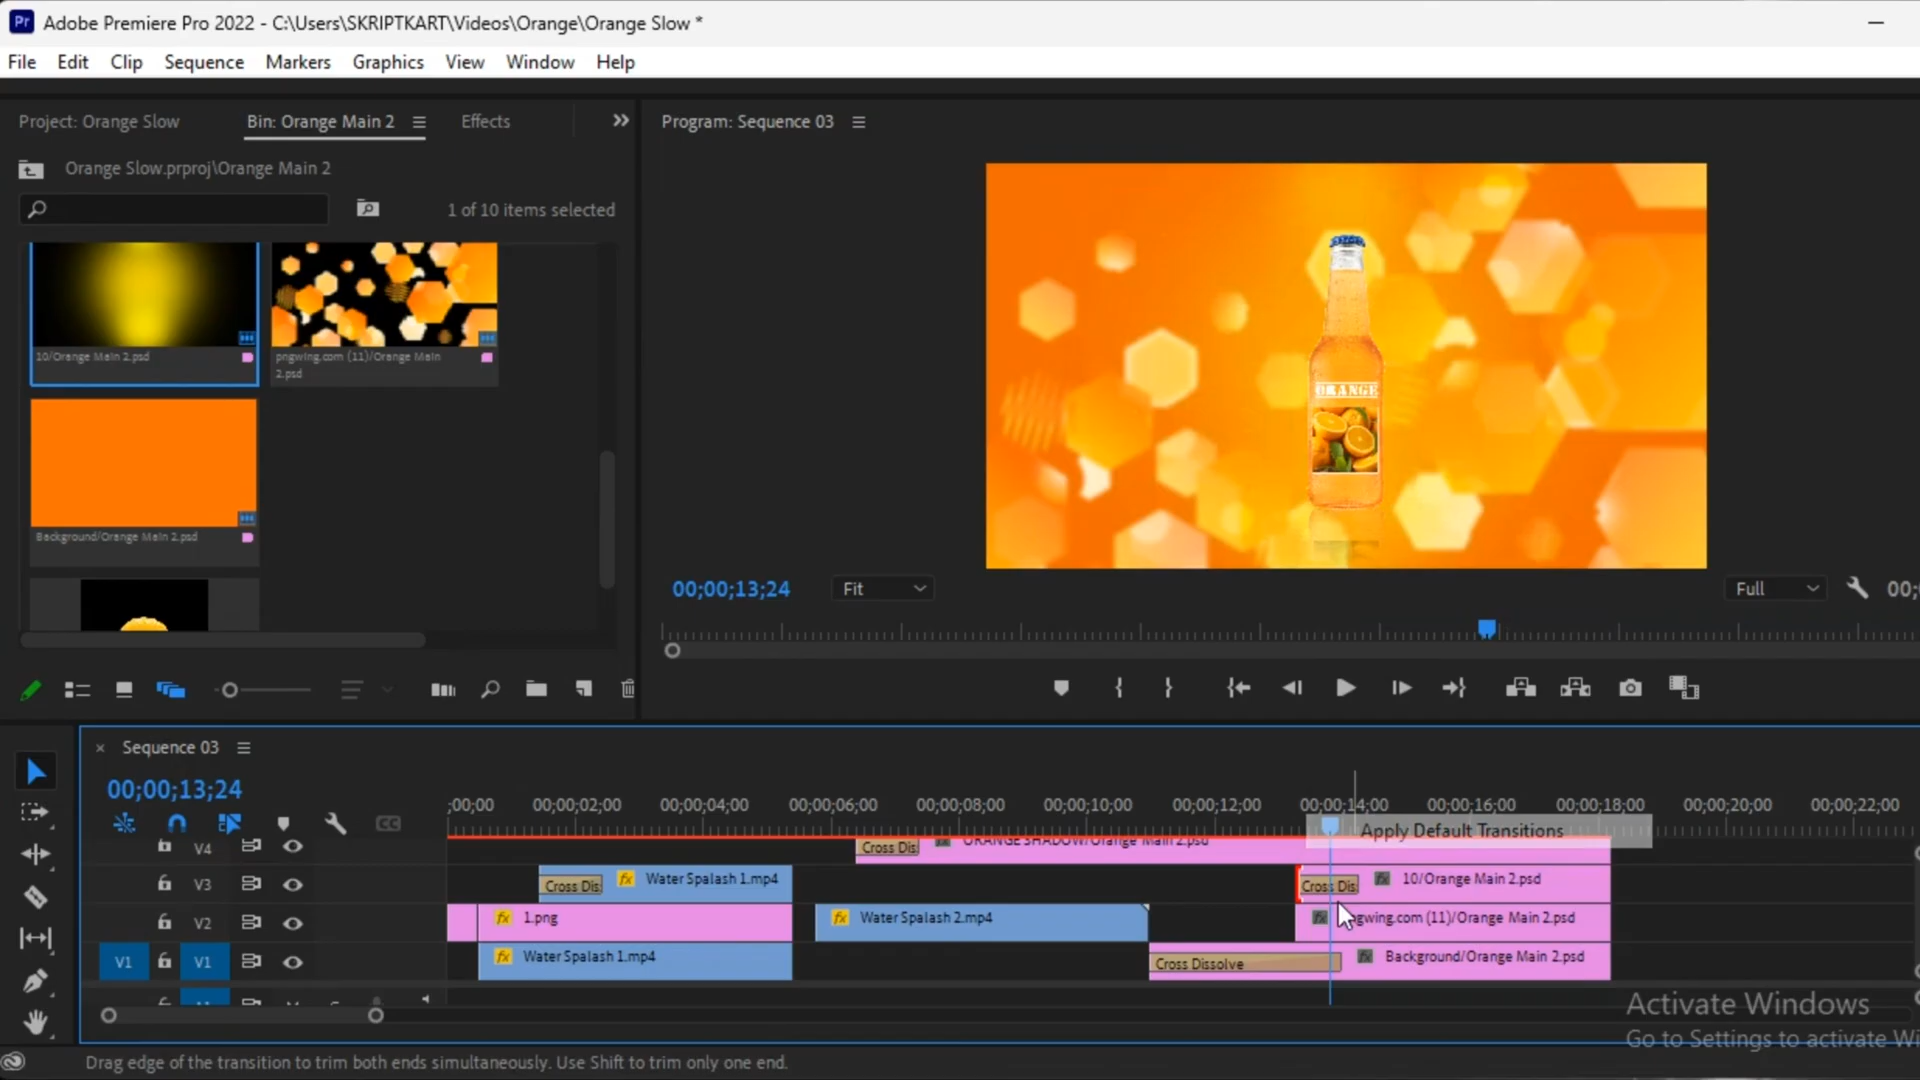 Pr Adobe Premiere Pro 2022 - C:\Users\SKRIPTKART\Videos\Orange\Orange Slow *
File Edit Clip Sequence Markers Graphics View Window Help
Project: Orange Slow Bin: Orange Main 2 Effects
Program: Sequence 03
Orange Slow.prproj\Orange Main 2
1 of 10 items selected
10/Orange Main 2.psd
pngwing.com (11)/Orange Main
2.psd
Background/Orange Main 2.psd
ORANGE
00;00;13;24 Fit Full 00;
Sequence 03
00;00;13;24
;00;00 00;00;02;00 00;00;04;00 00;00;06;00 00;00;08;00 00;00;10;00 00;00;12;00 00;00;14;00 00;00;16;00 00;00;18;00 00;00;20;00 00;00;22;00
Apply Default Transitions
V4 Cross Dis ORANGE SHADOW/Orange Main 2.psd
V3 Cross Dis: fx Water Spalash 1.mp4 Cross Dis: fx 10/Orange Main 2.psd
V2 fx 1.png fx Water Spalash 2.mp4 fx gwing.com (11)/Orange Main 2.psd
V1 V1 fx Water Spalash 1.mp4 Cross Dissolve fx Background/Orange Main 2.psd
Activate Windows
Go to Settings to activate Wi
Drag edge of the transition to trim both ends simultaneously. Use Shift to trim only one end.